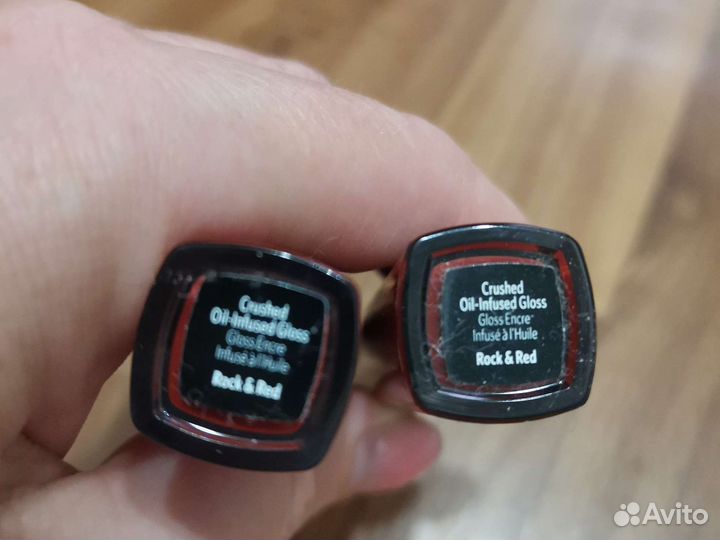 Crushed
Oil-Infused Gloss
Gloss Encre
Infusé à l'Huile
Rock & Red
Crushed
Oil-Infused Gloss
Gloss Encre
Infusé à l'Huile
Rock & Red
Avito